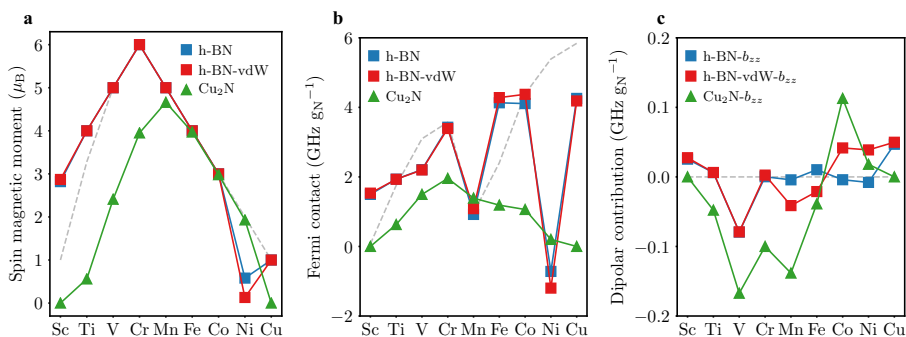 a
Spin magnetic moment (μB)
6
5
4
3
2
1
0
h-BN
h-BN-vdW
Cu₂N
Sc Ti V Cr Mn Fe Co Ni Cu
b
Fermi contact (GHz gN⁻¹)
6
4
2
0
−2
h-BN
h-BN-vdW
Cu₂N
Sc Ti V Cr Mn Fe Co Ni Cu
c
Dipolar contribution (GHz gN⁻¹)
0.2
0.1
0.0
−0.1
−0.2
h-BN-bzz
h-BN-vdW-bzz
Cu₂N-bzz
Sc Ti V Cr Mn Fe Co Ni Cu